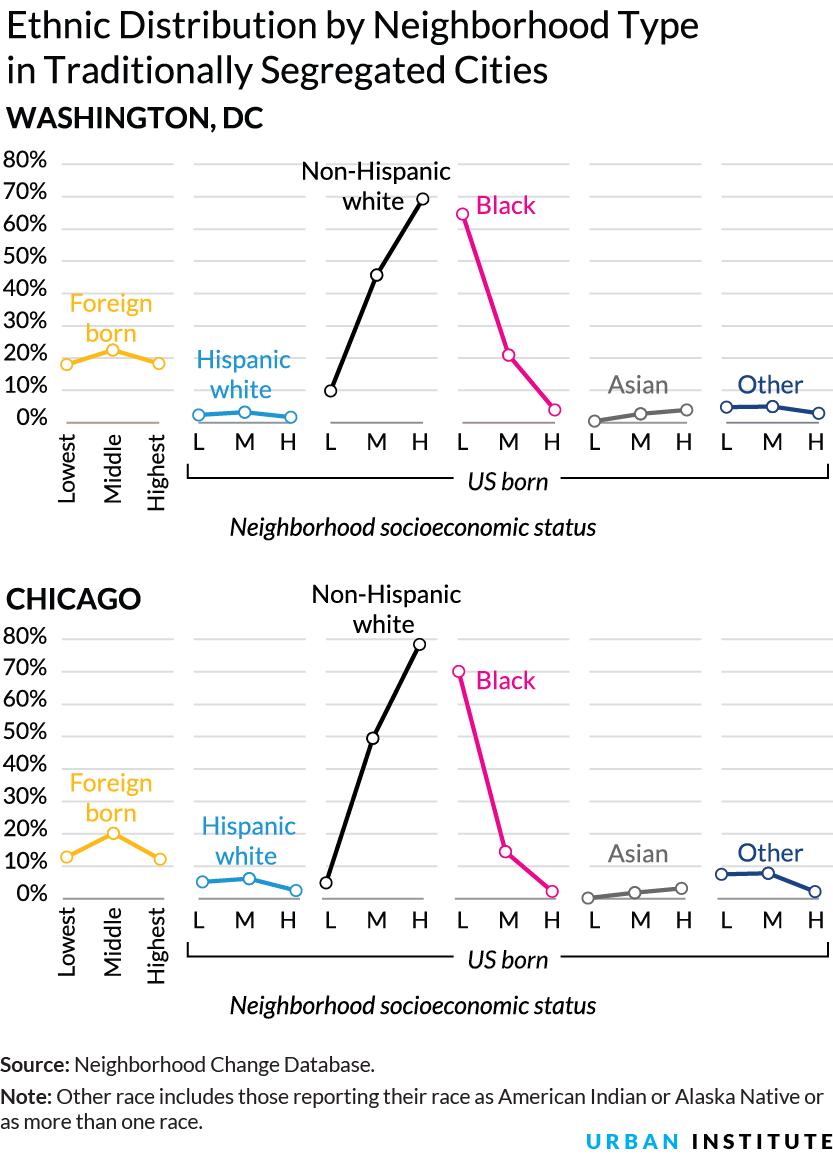 Ethnic Distribution by Neighborhood Type
in Traditionally Segregated Cities
WASHINGTON, DC
80%
70%
60%
50%
40%
30%
20%
10%
0%
Foreign
born
Hispanic
white
Non-Hispanic
white
Black
Asian
Other
Lowest
Middle
Highest
L M H
L M H
L M H
L M H
L M H
US born
Neighborhood socioeconomic status
CHICAGO
80%
70%
60%
50%
40%
30%
20%
10%
0%
Foreign
born
Hispanic
white
Non-Hispanic
white
Black
Asian
Other
Lowest
Middle
Highest
L M H
L M H
L M H
L M H
L M H
US born
Neighborhood socioeconomic status
Source: Neighborhood Change Database.
Note: Other race includes those reporting their race as American Indian or Alaska Native or
as more than one race.
URBAN INSTITUTE